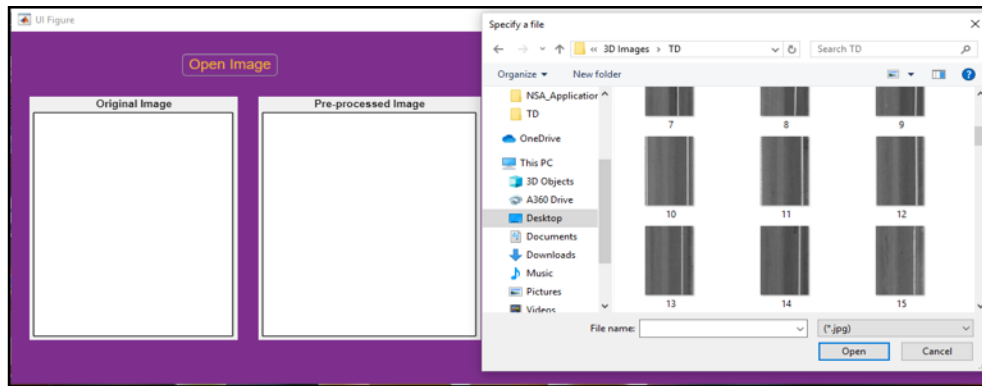 UI Figure
Open Image
Original Image
Pre-processed Image
Specify a file
« 3D Images > TD
Search TD
Organize
New folder
NSA_Application
TD
OneDrive
This PC
3D Objects
A360 Drive
Desktop
Documents
Downloads
Music
Pictures
Videos
7 8 9
10 11 12
13 14 15
File name:
(*.jpg)
Open
Cancel